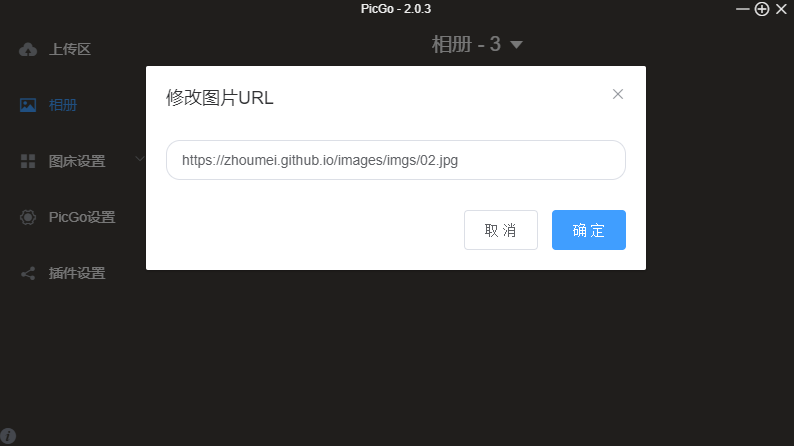 PicGo - 2.0.3
上传区
相册 - 3
修改图片URL
相册
https://zhoumei.github.io/images/imgs/02.jpg
图床设置
PicGo设置
取 消
确 定
插件设置